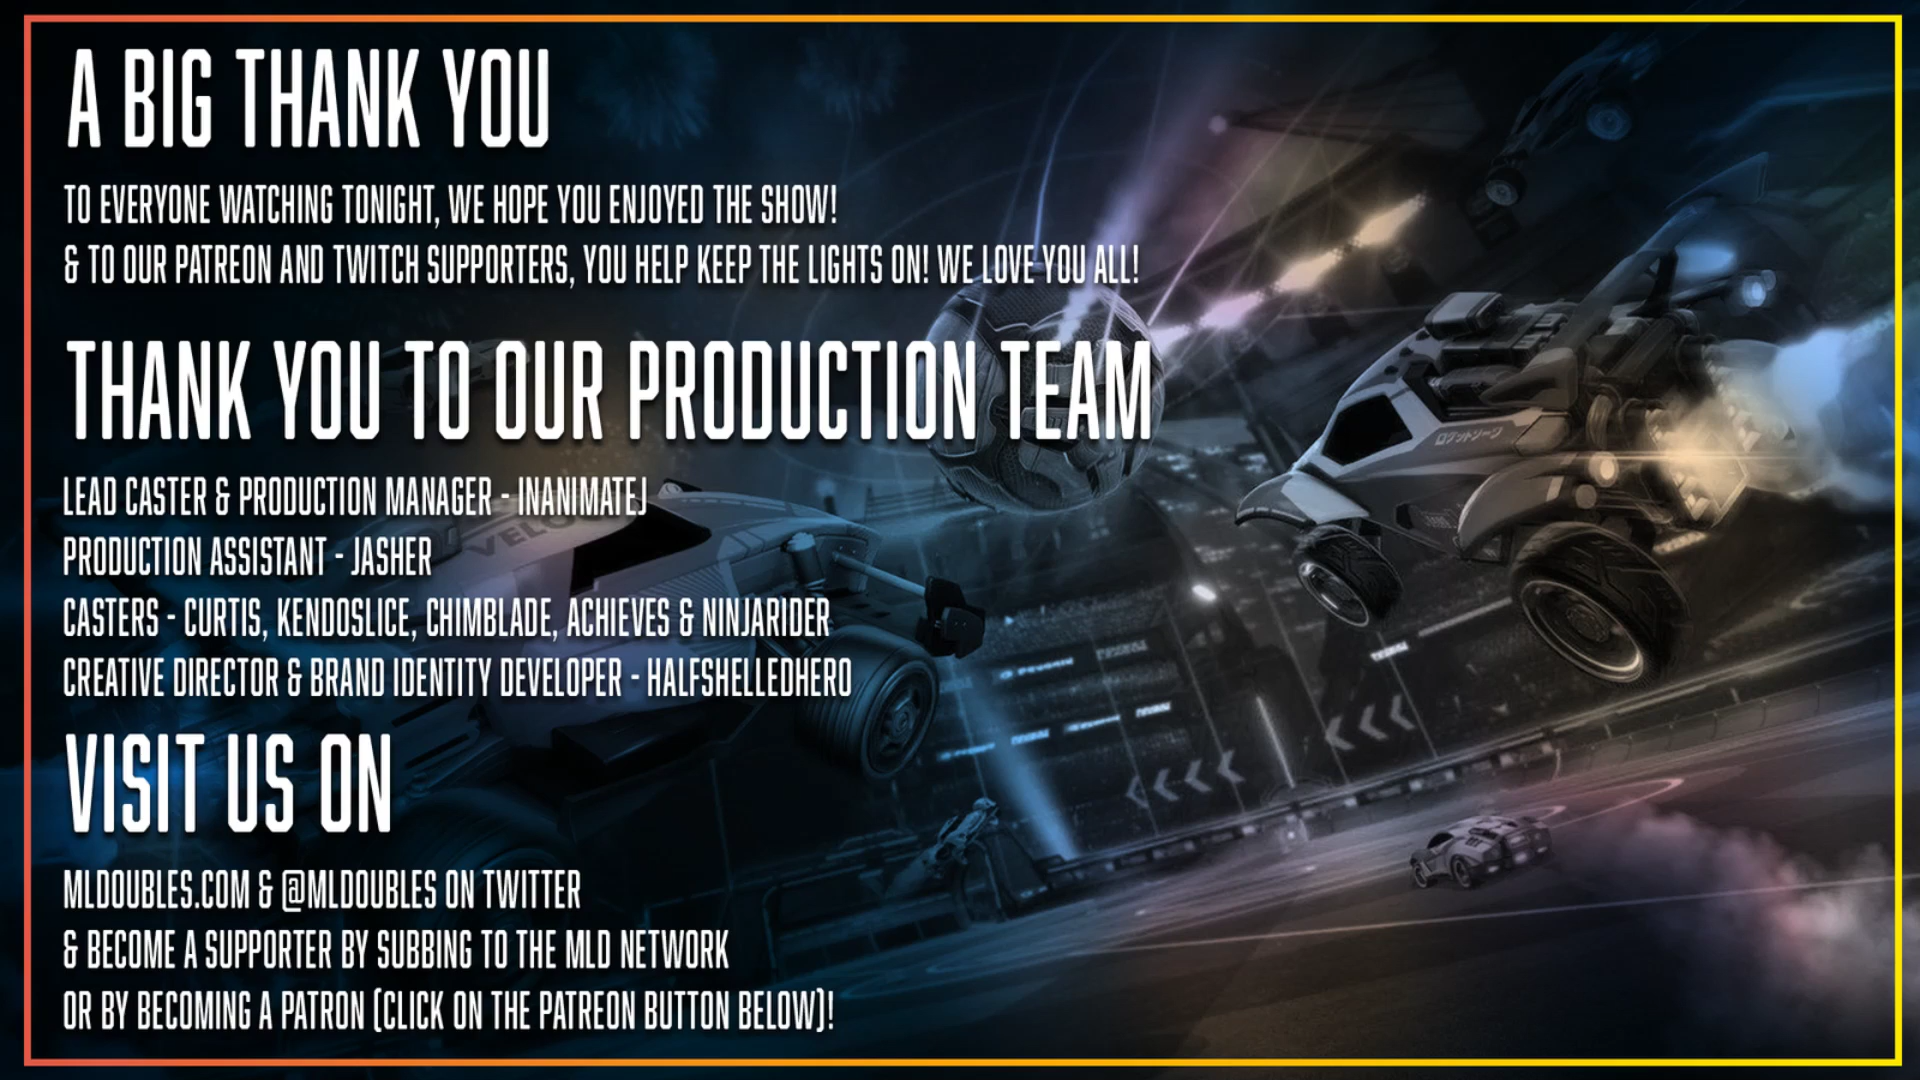 A BIG THANK YOU
TO EVERYONE WATCHING TONIGHT, WE HOPE YOU ENJOYED THE SHOW!
& TO OUR PATREON AND TWITCH SUPPORTERS, YOU HELP KEEP THE LIGHTS ON! WE LOVE YOU ALL!
THANK YOU TO OUR PRODUCTION TEAM
LEAD CASTER & PRODUCTION MANAGER - INANIMATEJ
PRODUCTION ASSISTANT - JASHER
CASTERS - CURTIS, KENDOSLICE, CHIMBLADE, ACHIEVES & NINJARIDER
CREATIVE DIRECTOR & BRAND IDENTITY DEVELOPER - HALFSHELLEDHERO
VISIT US ON
MLDOUBLES.COM & @MLDOUBLES ON TWITTER
& BECOME A SUPPORTER BY SUBBING TO THE MLD NETWORK
OR BY BECOMING A PATRON (CLICK ON THE PATREON BUTTON BELOW)!